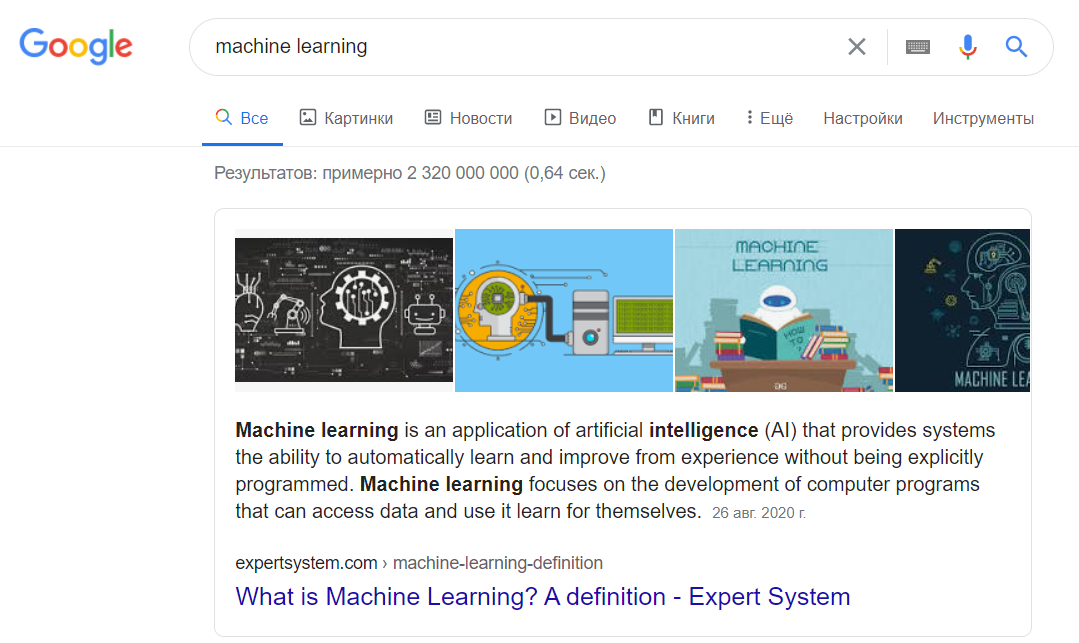 Google
machine learning
Все Картинки Новости Видео Книги Ещё Настройки Инструменты
Результатов: примерно 2 320 000 000 (0,64 сек.)
MACHINE
LEARNING
HOW
TO?
MACHINE LEA
Machine learning is an application of artificial intelligence (AI) that provides systems
the ability to automatically learn and improve from experience without being explicitly
programmed. Machine learning focuses on the development of computer programs
that can access data and use it learn for themselves. 26 авг. 2020 г.
expertsystem.com › machine-learning-definition
What is Machine Learning? A definition - Expert System